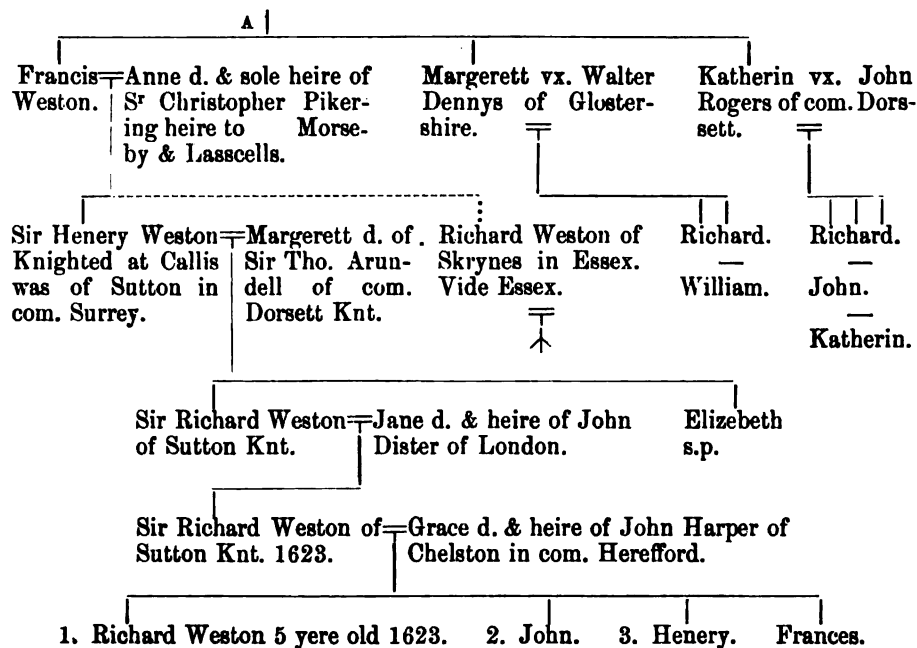 A
Francis Weston.
Anne d. & sole heire of
Sr Christopher Piker-
ing heire to Morse-
by & Lasscells.
Margerett vx. Walter
Dennys of Gloster-
shire.
Katherin vx. John
Rogers of com. Dors-
sett.
Sir Henery Weston
Knighted at Callis
was of Sutton in
com. Surrey.
Margerett d. of
Sir Tho. Arun-
dell of com.
Dorsett Knt.
Richard Weston of
Skrynes in Essex.
Vide Essex.
Richard.
—
William.
Richard.
—
John.
—
Katherin.
Sir Richard Weston
of Sutton Knt.
Jane d. & heire of John
Dister of London.
Elizebeth
s.p.
Sir Richard Weston of
Sutton Knt. 1623.
Grace d. & heire of John Harper of
Chelston in com. Herefford.
1. Richard Weston 5 yere old 1623. 2. John. 3. Henery. Frances.